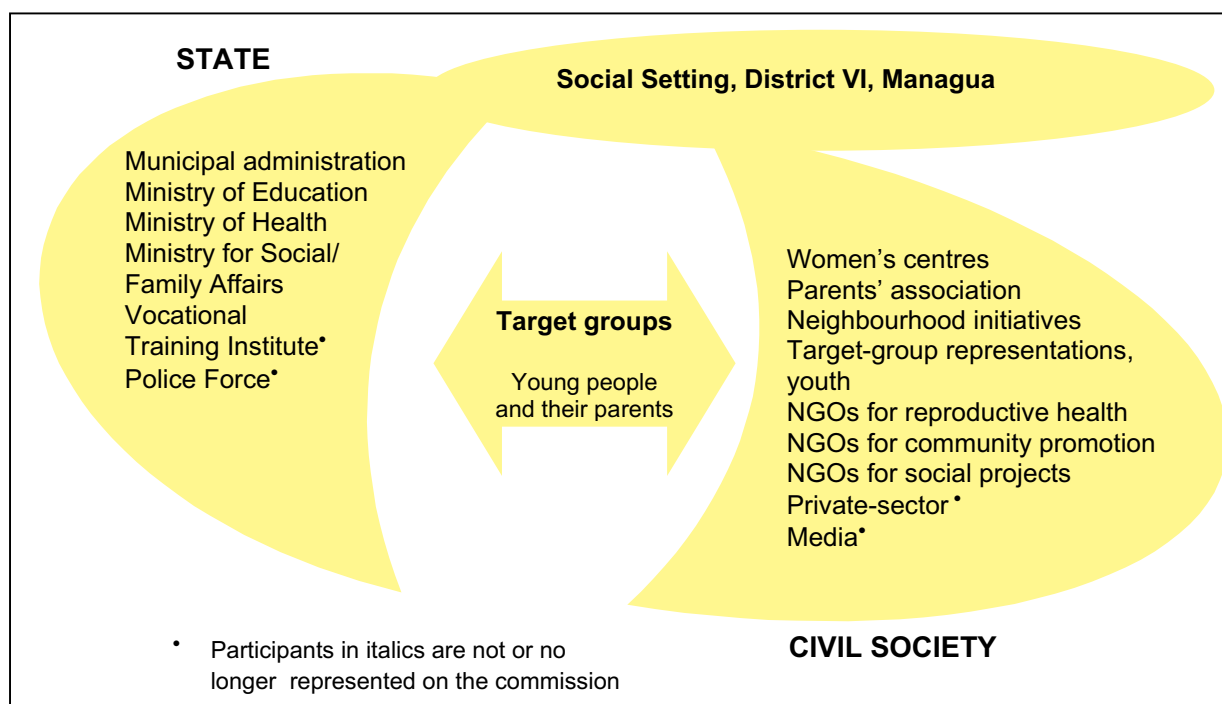 STATE
Social Setting, District VI, Managua
Municipal administration
Ministry of Education
Ministry of Health
Ministry for Social/
Family Affairs
Vocational
Training Institute•
Police Force•
Target groups
Young people
and their parents
Women’s centres
Parents’ association
Neighbourhood initiatives
Target-group representations,
youth
NGOs for reproductive health
NGOs for community promotion
NGOs for social projects
Private-sector •
Media•
CIVIL SOCIETY
• Participants in italics are not or no
longer represented on the commission